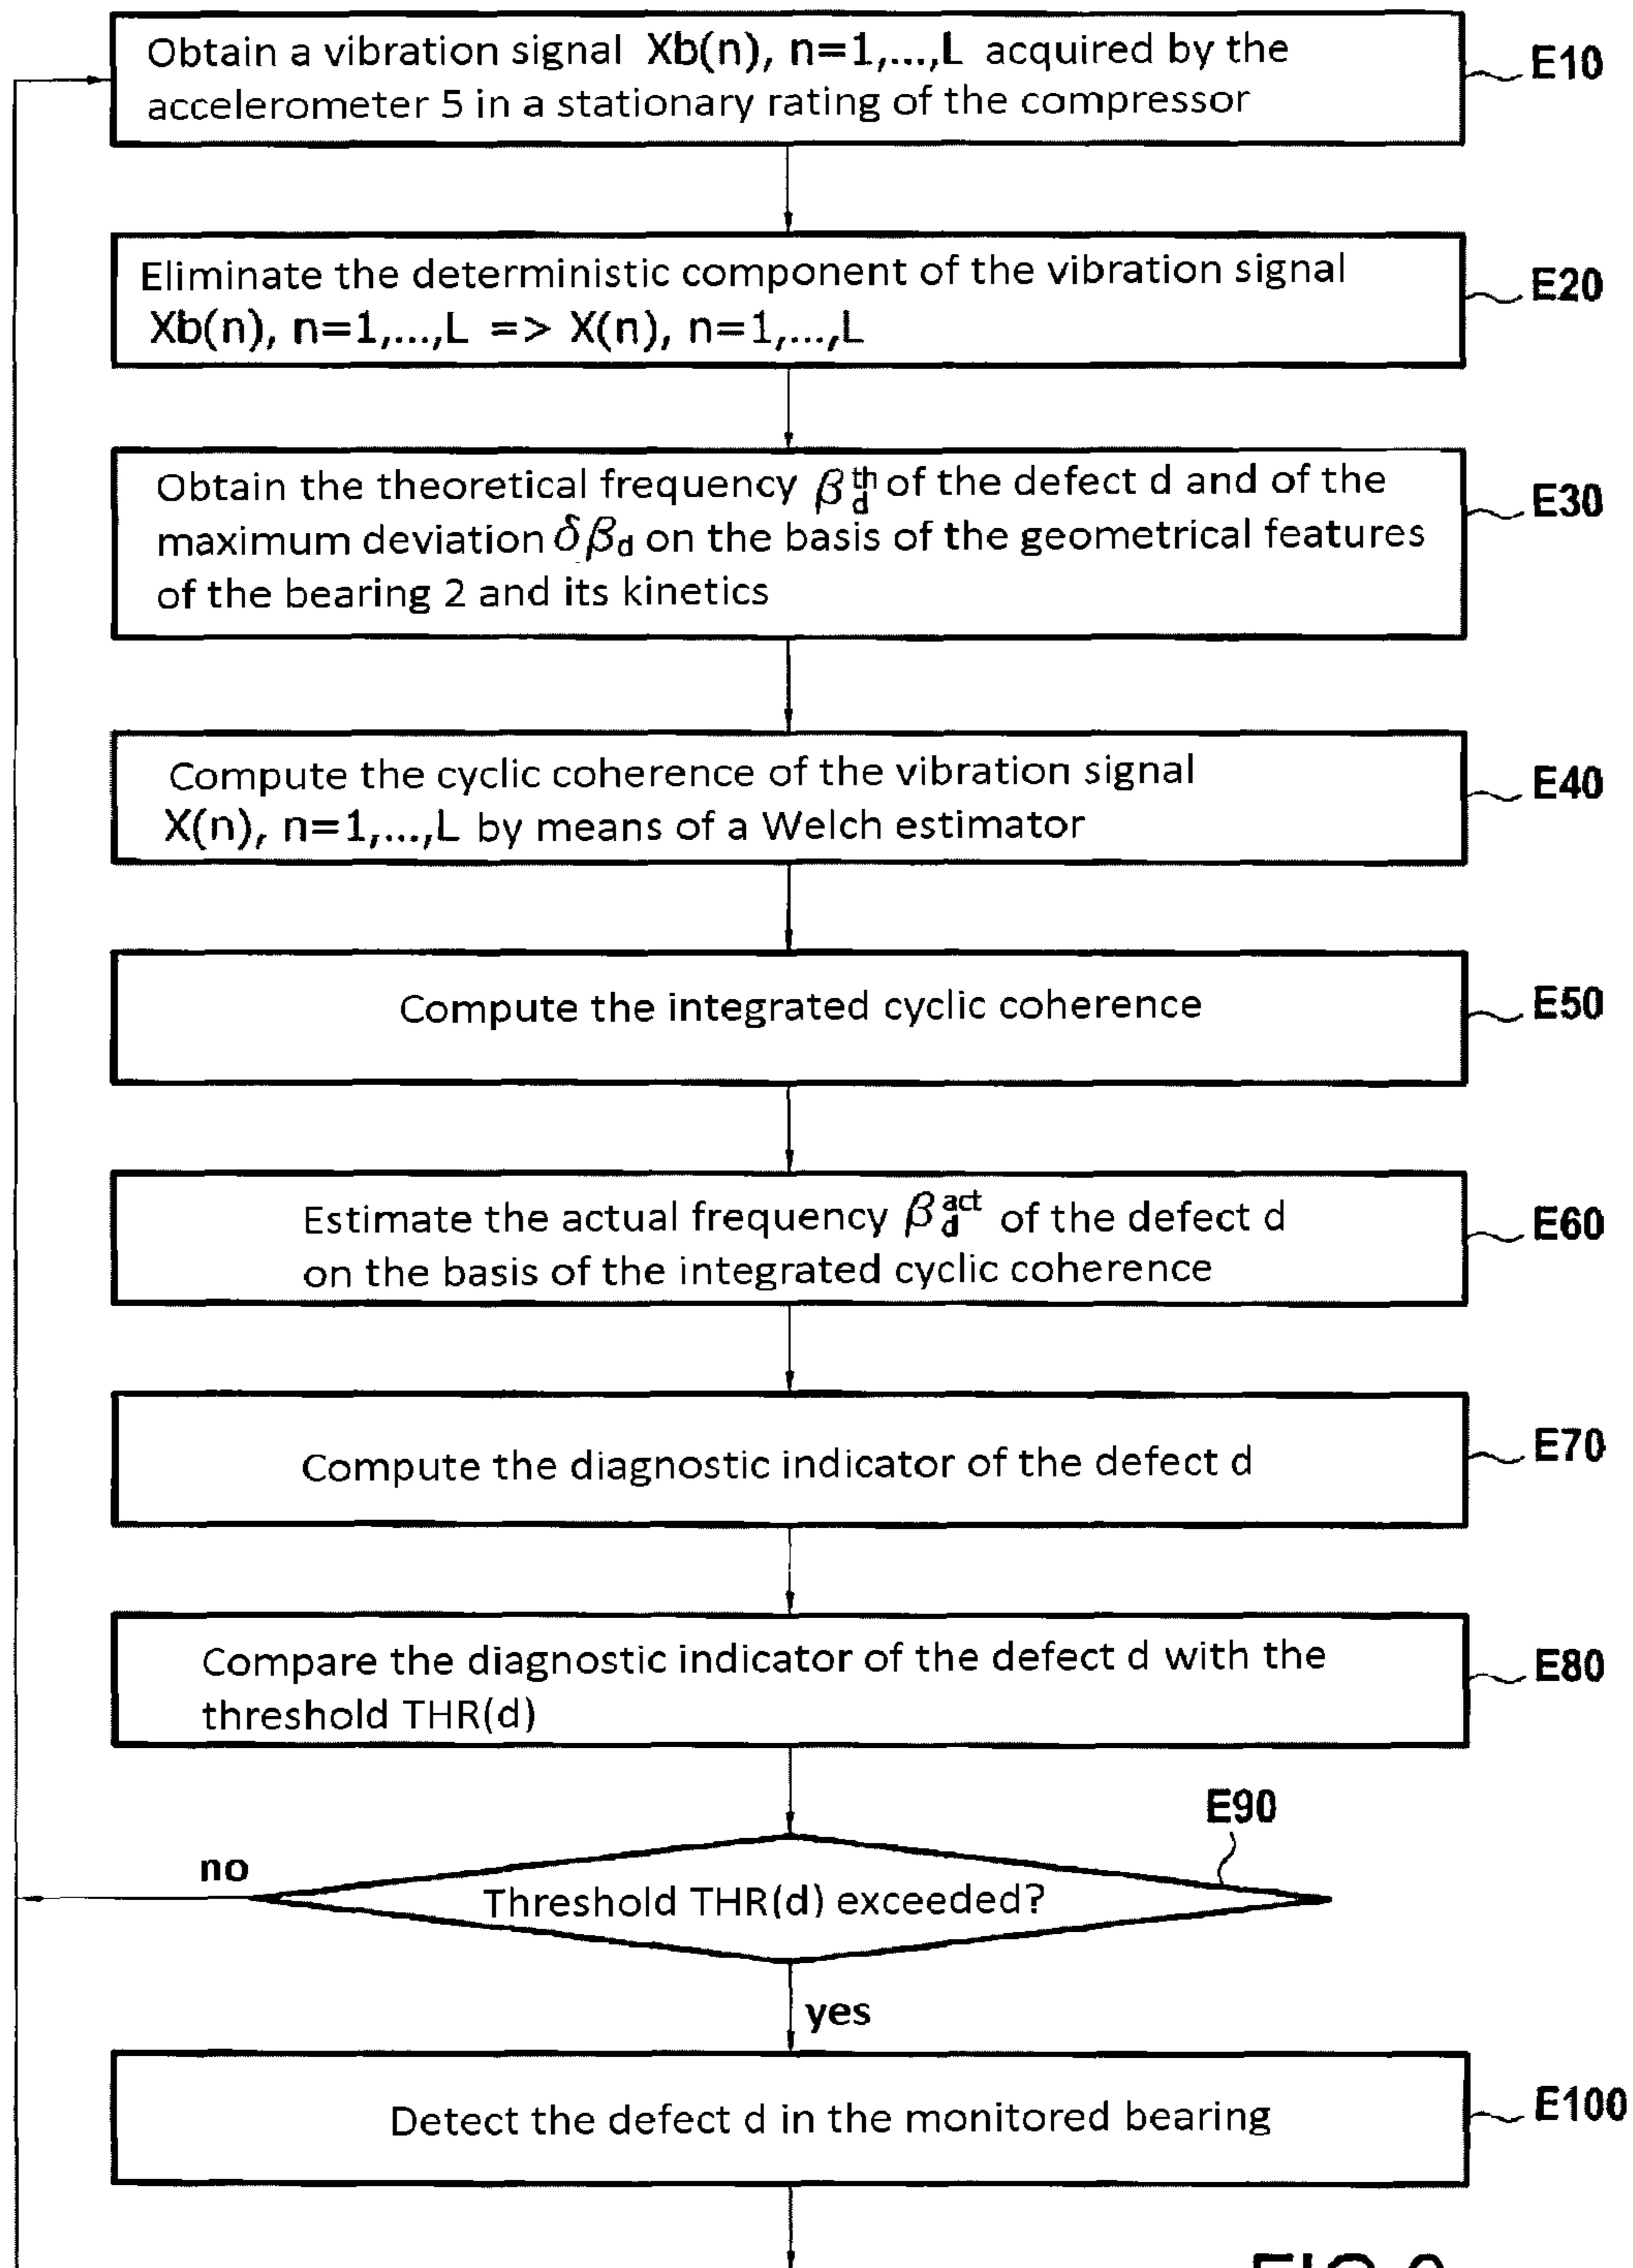 Obtain a vibration signal Xb(n), n=1,...,L acquired by the
accelerometer 5 in a stationary rating of the compressor
E10
Eliminate the deterministic component of the vibration signal
Xb(n), n=1,...,L => X(n), n=1,...,L
E20
Obtain the theoretical frequency β_d^th of the defect d and of the
maximum deviation δβ_d on the basis of the geometrical features
of the bearing 2 and its kinetics
E30
Compute the cyclic coherence of the vibration signal
X(n), n=1,...,L by means of a Welch estimator
E40
Compute the integrated cyclic coherence
E50
Estimate the actual frequency β_d^act of the defect d
on the basis of the integrated cyclic coherence
E60
Compute the diagnostic indicator of the defect d
E70
Compare the diagnostic indicator of the defect d with the
threshold THR(d)
E80
E90
no
Threshold THR(d) exceeded?
yes
Detect the defect d in the monitored bearing
E100